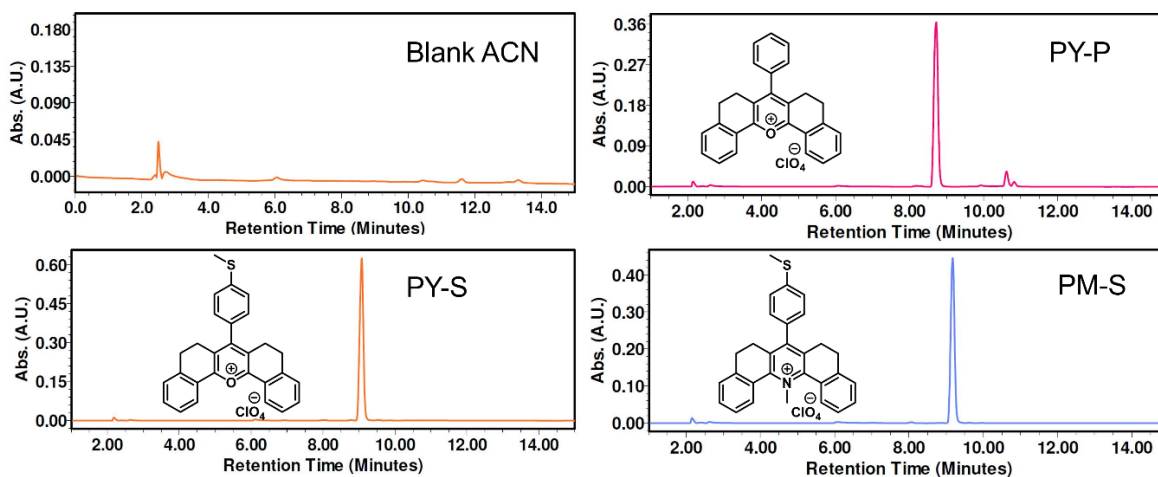 Blank ACN
Abs. (A.U.)
0.180
0.135
0.090
0.045
0.000
0.0 2.0 4.0 6.0 8.0 10.0 12.0 14.0
Retention Time (Minutes)
PY-P
Abs. (A.U.)
0.36
0.27
0.18
0.09
0.00
O
+
−
ClO4
2.00 4.00 6.00 8.00 10.00 12.00 14.00
Retention Time (Minutes)
PY-S
Abs. (A.U.)
0.60
0.45
0.30
0.15
0.00
S
O
+
−
ClO4
2.00 4.00 6.00 8.00 10.00 12.00 14.00
Retention Time (Minutes)
PM-S
Abs. (A.U.)
0.40
0.30
0.20
0.10
0.00
S
+
N
−
ClO4
2.00 4.00 6.00 8.00 10.00 12.00 14.00
Retention Time (Minutes)